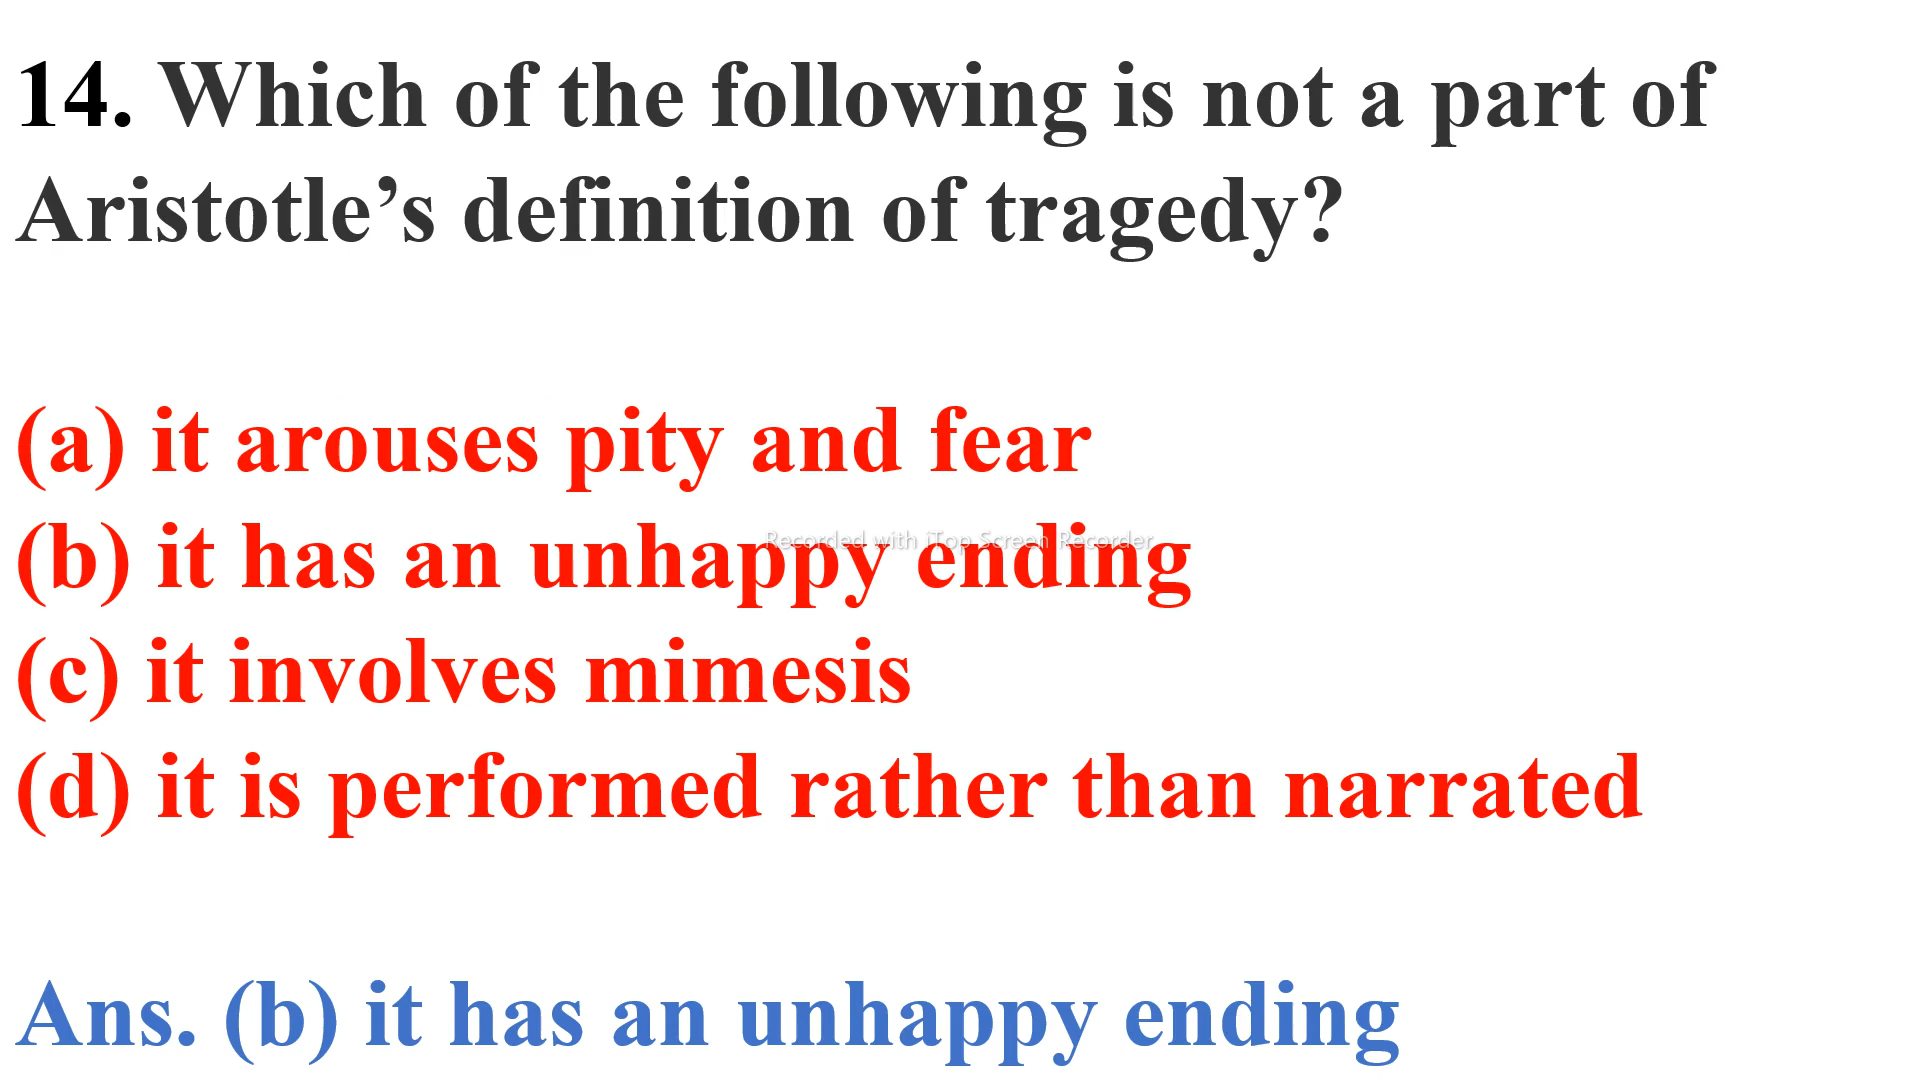 14. Which of the following is not a part of
Aristotle’s definition of tragedy?
(a) it arouses pity and fear
Recorded with iTop Screen Recorder
(b) it has an unhappy ending
(c) it involves mimesis
(d) it is performed rather than narrated
Ans. (b) it has an unhappy ending